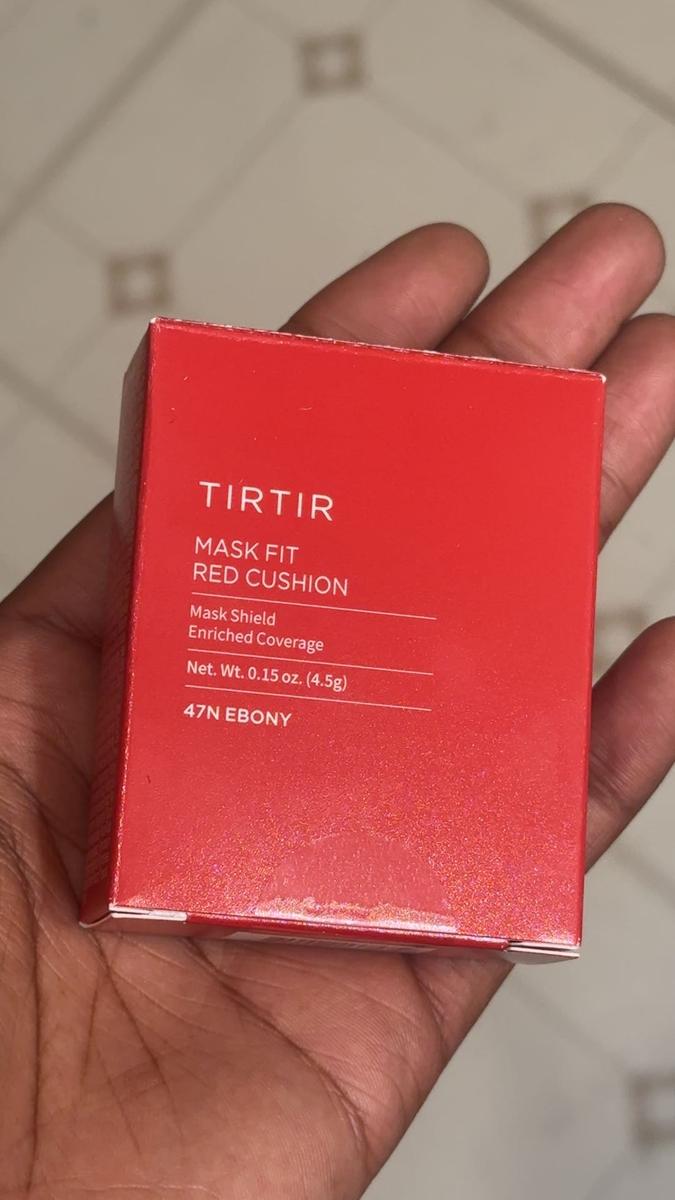 TIRTIR
MASK FIT
RED CUSHION
Mask Shield
Enriched Coverage
Net. Wt. 0.15 oz. (4.5g)
47N EBONY